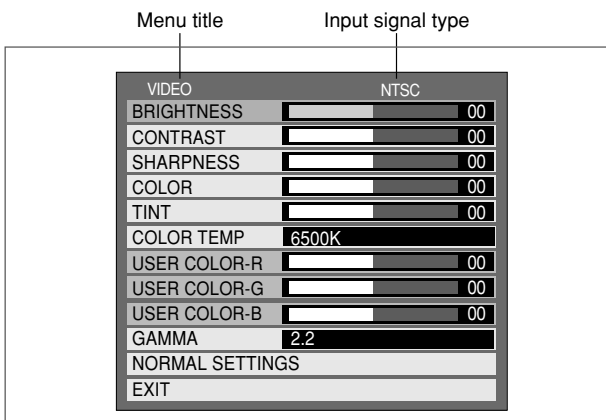 Menu title Input signal type
VIDEO NTSC
BRIGHTNESS 00
CONTRAST 00
SHARPNESS 00
COLOR 00
TINT 00
COLOR TEMP 6500K
USER COLOR-R 00
USER COLOR-G 00
USER COLOR-B 00
GAMMA 2.2
NORMAL SETTINGS
EXIT